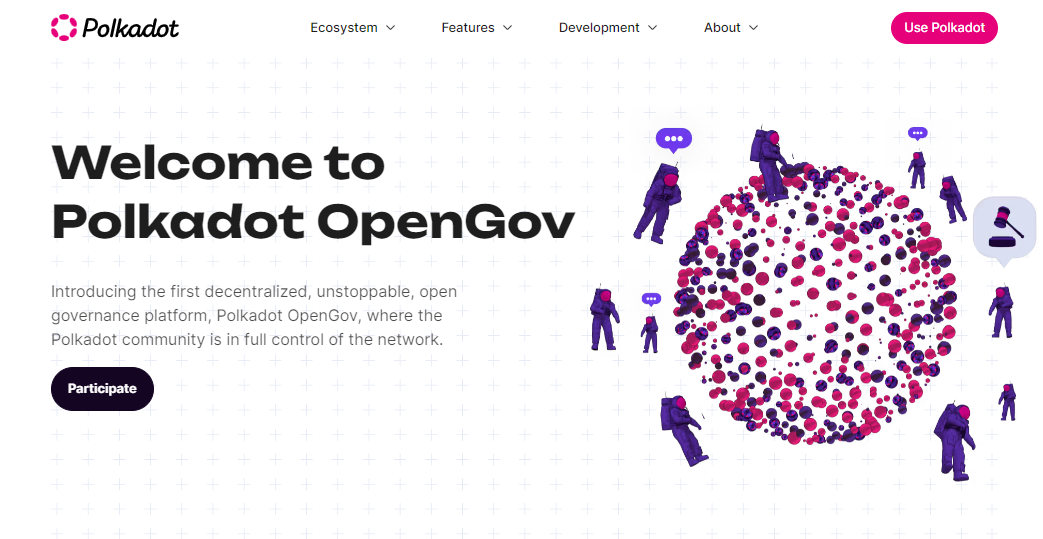 Polkadot
Ecosystem
Features
Development
About
Use Polkadot
Welcome to
Polkadot OpenGov
Introducing the first decentralized, unstoppable, open
governance platform, Polkadot OpenGov, where the
Polkadot community is in full control of the network.
Participate